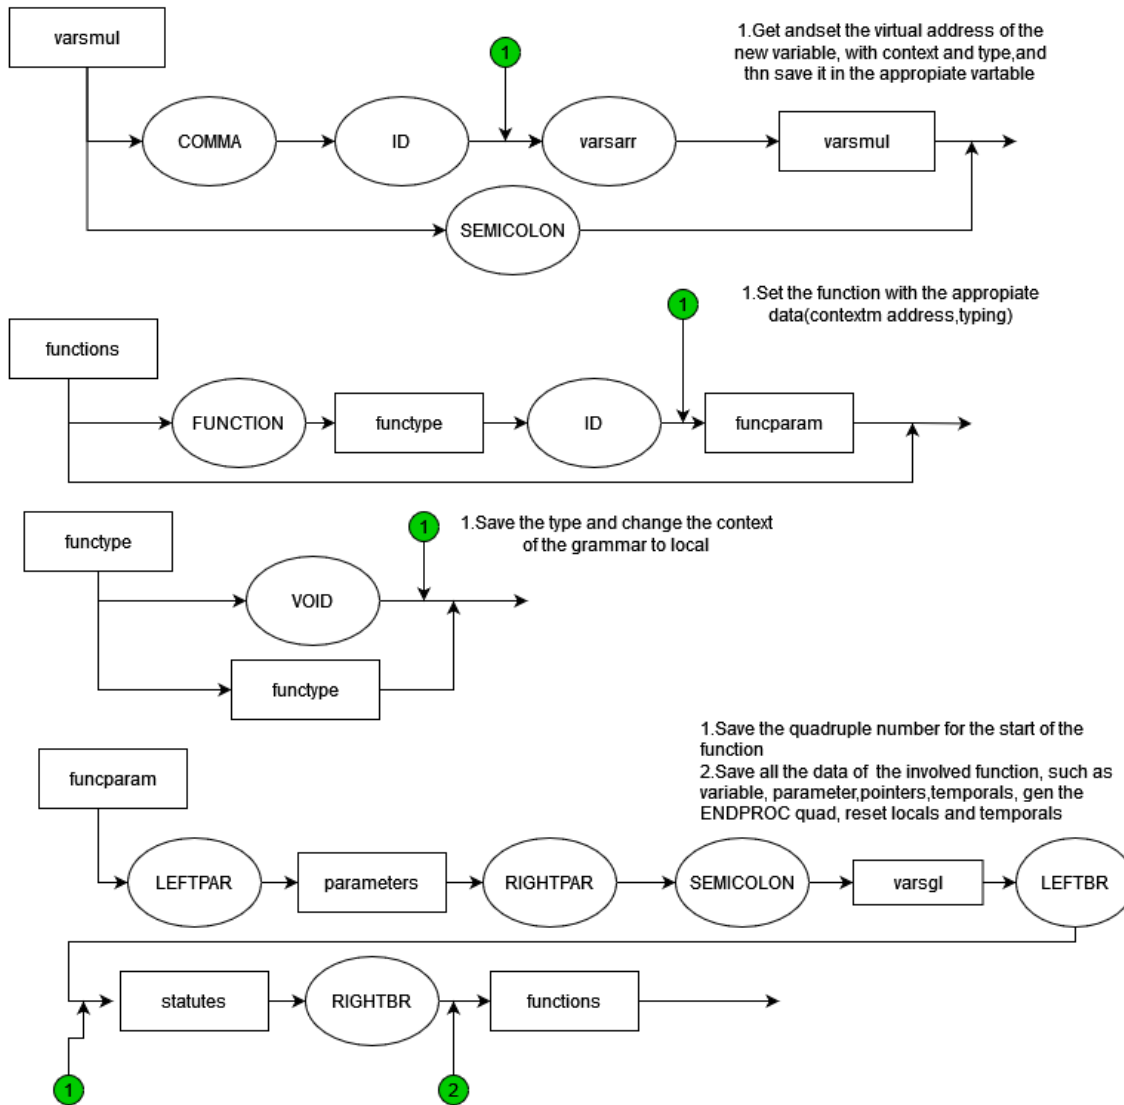 varsmul
1
1.Get andset the virtual address of the
new variable, with context and type,and
thn save it in the appropiate vartable
COMMA
ID
varsarr
varsmul
SEMICOLON
1
1.Set the function with the appropiate
data(contextm address,typing)
functions
FUNCTION
functype
ID
funcparam
functype
1
1.Save the type and change the context
of the grammar to local
VOID
functype
1.Save the quadruple number for the start of the
function
2.Save all the data of  the involved function, such as
variable, parameter,pointers,temporals, gen the
ENDPROC quad, reset locals and temporals
funcparam
LEFTPAR
parameters
RIGHTPAR
SEMICOLON
varsgl
LEFTBR
statutes
RIGHTBR
functions
1
2